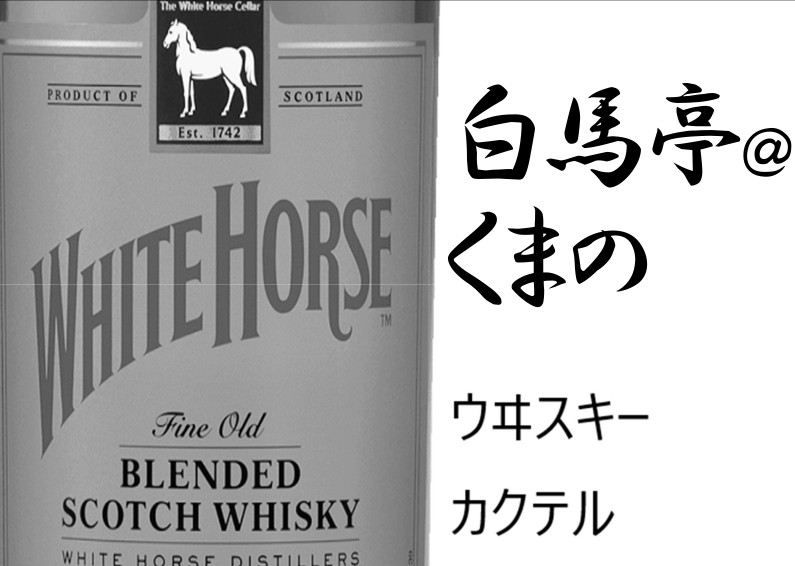 The White Horse Cellar
PRODUCT OF
SCOTLAND
Est. 1742
WHITE HORSE
TM
Fine Old
BLENDED
SCOTCH WHISKY
WHITE HORSE DISTILLERS
白馬亭@
くまの
ウヰスキー
カクテル